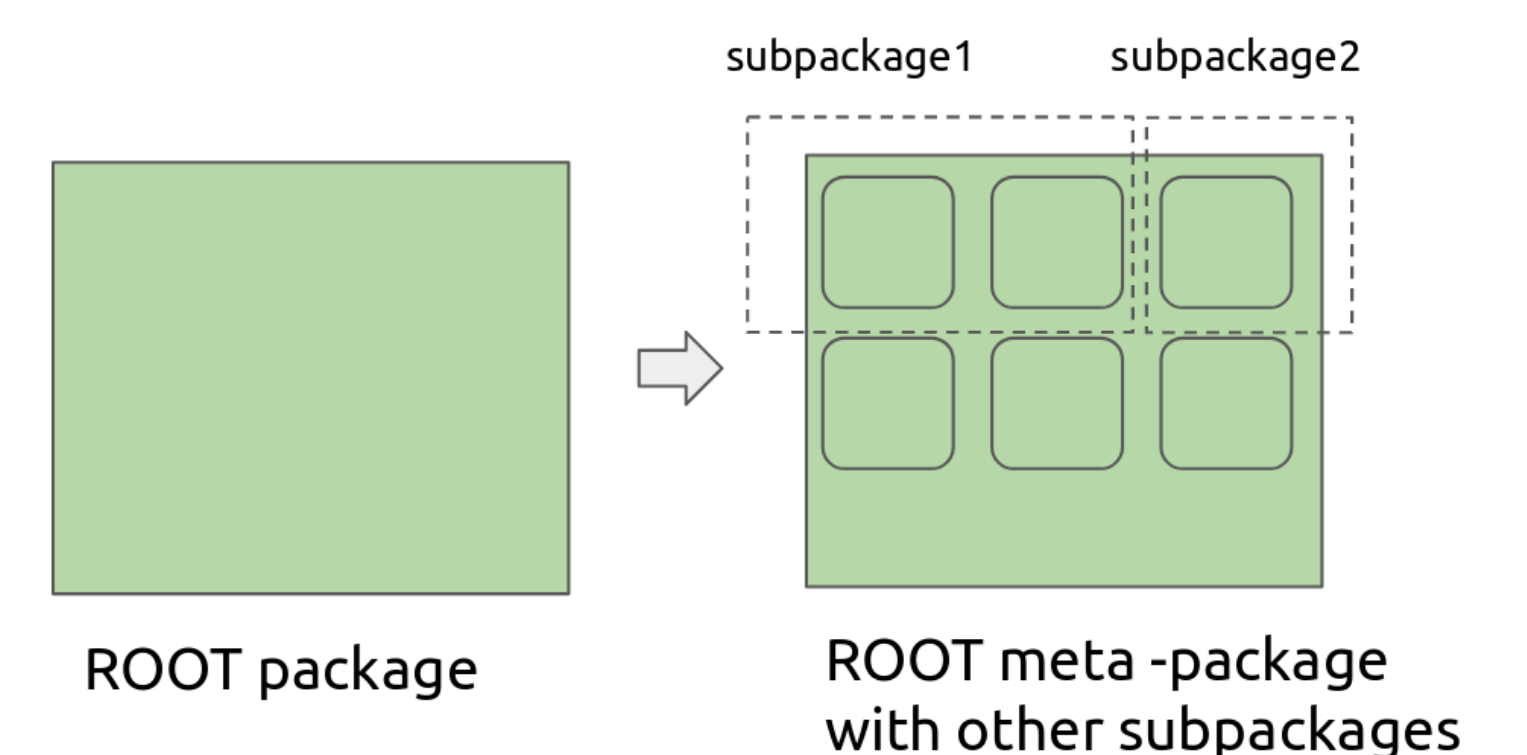 subpackage1
subpackage2
ROOT package
ROOT meta -package
with other subpackages